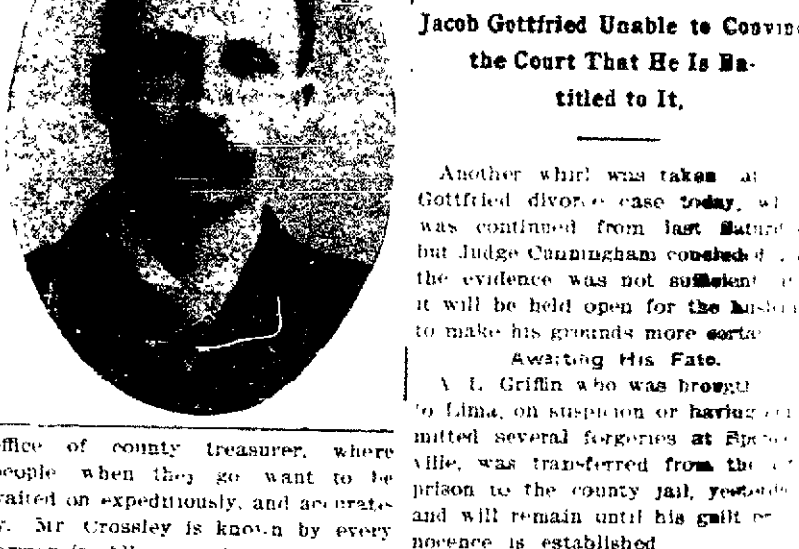 office of county treasurer, where
people when they go want to be
waited on expeditiously, and accurate-
y. Mr Crossley is known by every
Jacob Gottfried Unable to Convince
the Court That He Is En-
titled to It.
Another whirl was taken at
Gottfried divorce case today,
was continued from last Satur
but Judge Cunningham concluded
the evidence was not sufficient
it will be held open for the husband
to make his grounds more certa
Awaiting His Fate.
A L Griffin who was brought
to Lima, on suspicion of having
mitted several forgeries at Spencer
ville, was transferred from the
prison to the county jail, yesterday
and will remain until his guilt or
nocence is established